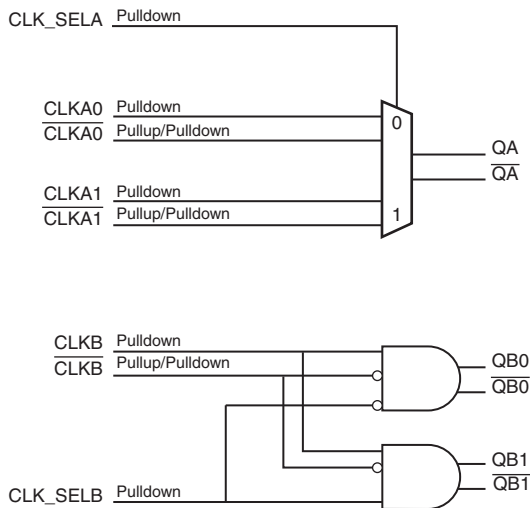 CLK_SELA Pulldown
CLKA0 Pulldown
CLKA0 Pullup/Pulldown
0
QA
QA
CLKA1 Pulldown
CLKA1 Pullup/Pulldown
1
CLKB Pulldown
CLKB Pullup/Pulldown
QB0
QB0
QB1
QB1
CLK_SELB Pulldown